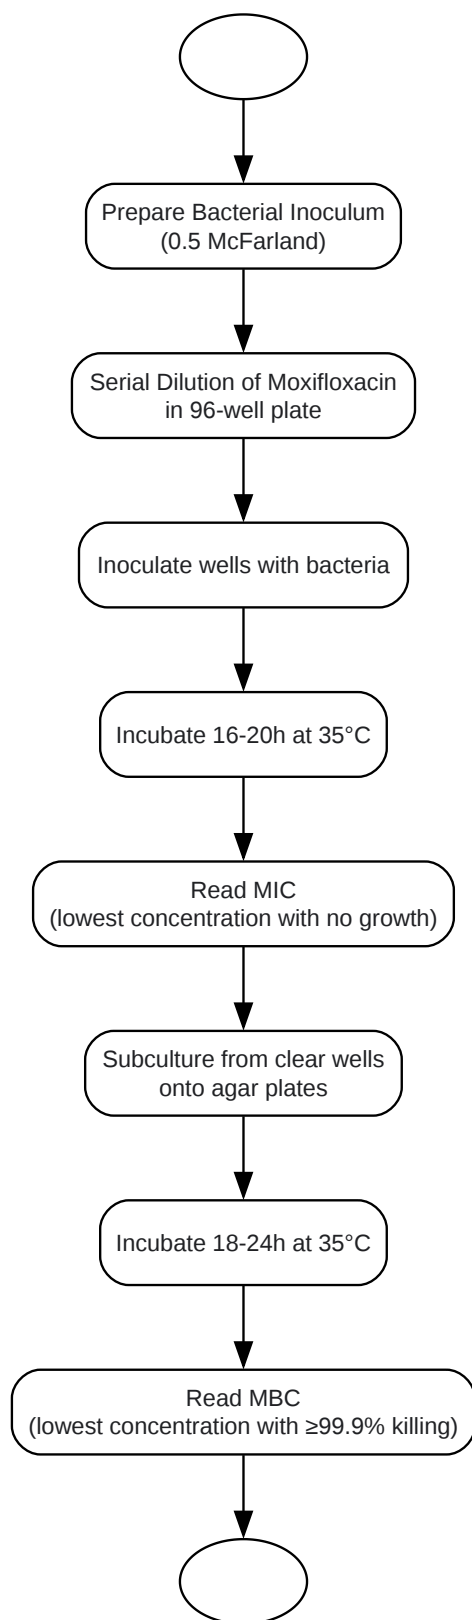 Prepare Bacterial Inoculum
(0.5 McFarland)
Serial Dilution of Moxifloxacin
in 96-well plate
Inoculate wells with bacteria
Incubate 16-20h at 35°C
Read MIC
(lowest concentration with no growth)
Subculture from clear wells
onto agar plates
Incubate 18-24h at 35°C
Read MBC
(lowest concentration with ≥99.9% killing)